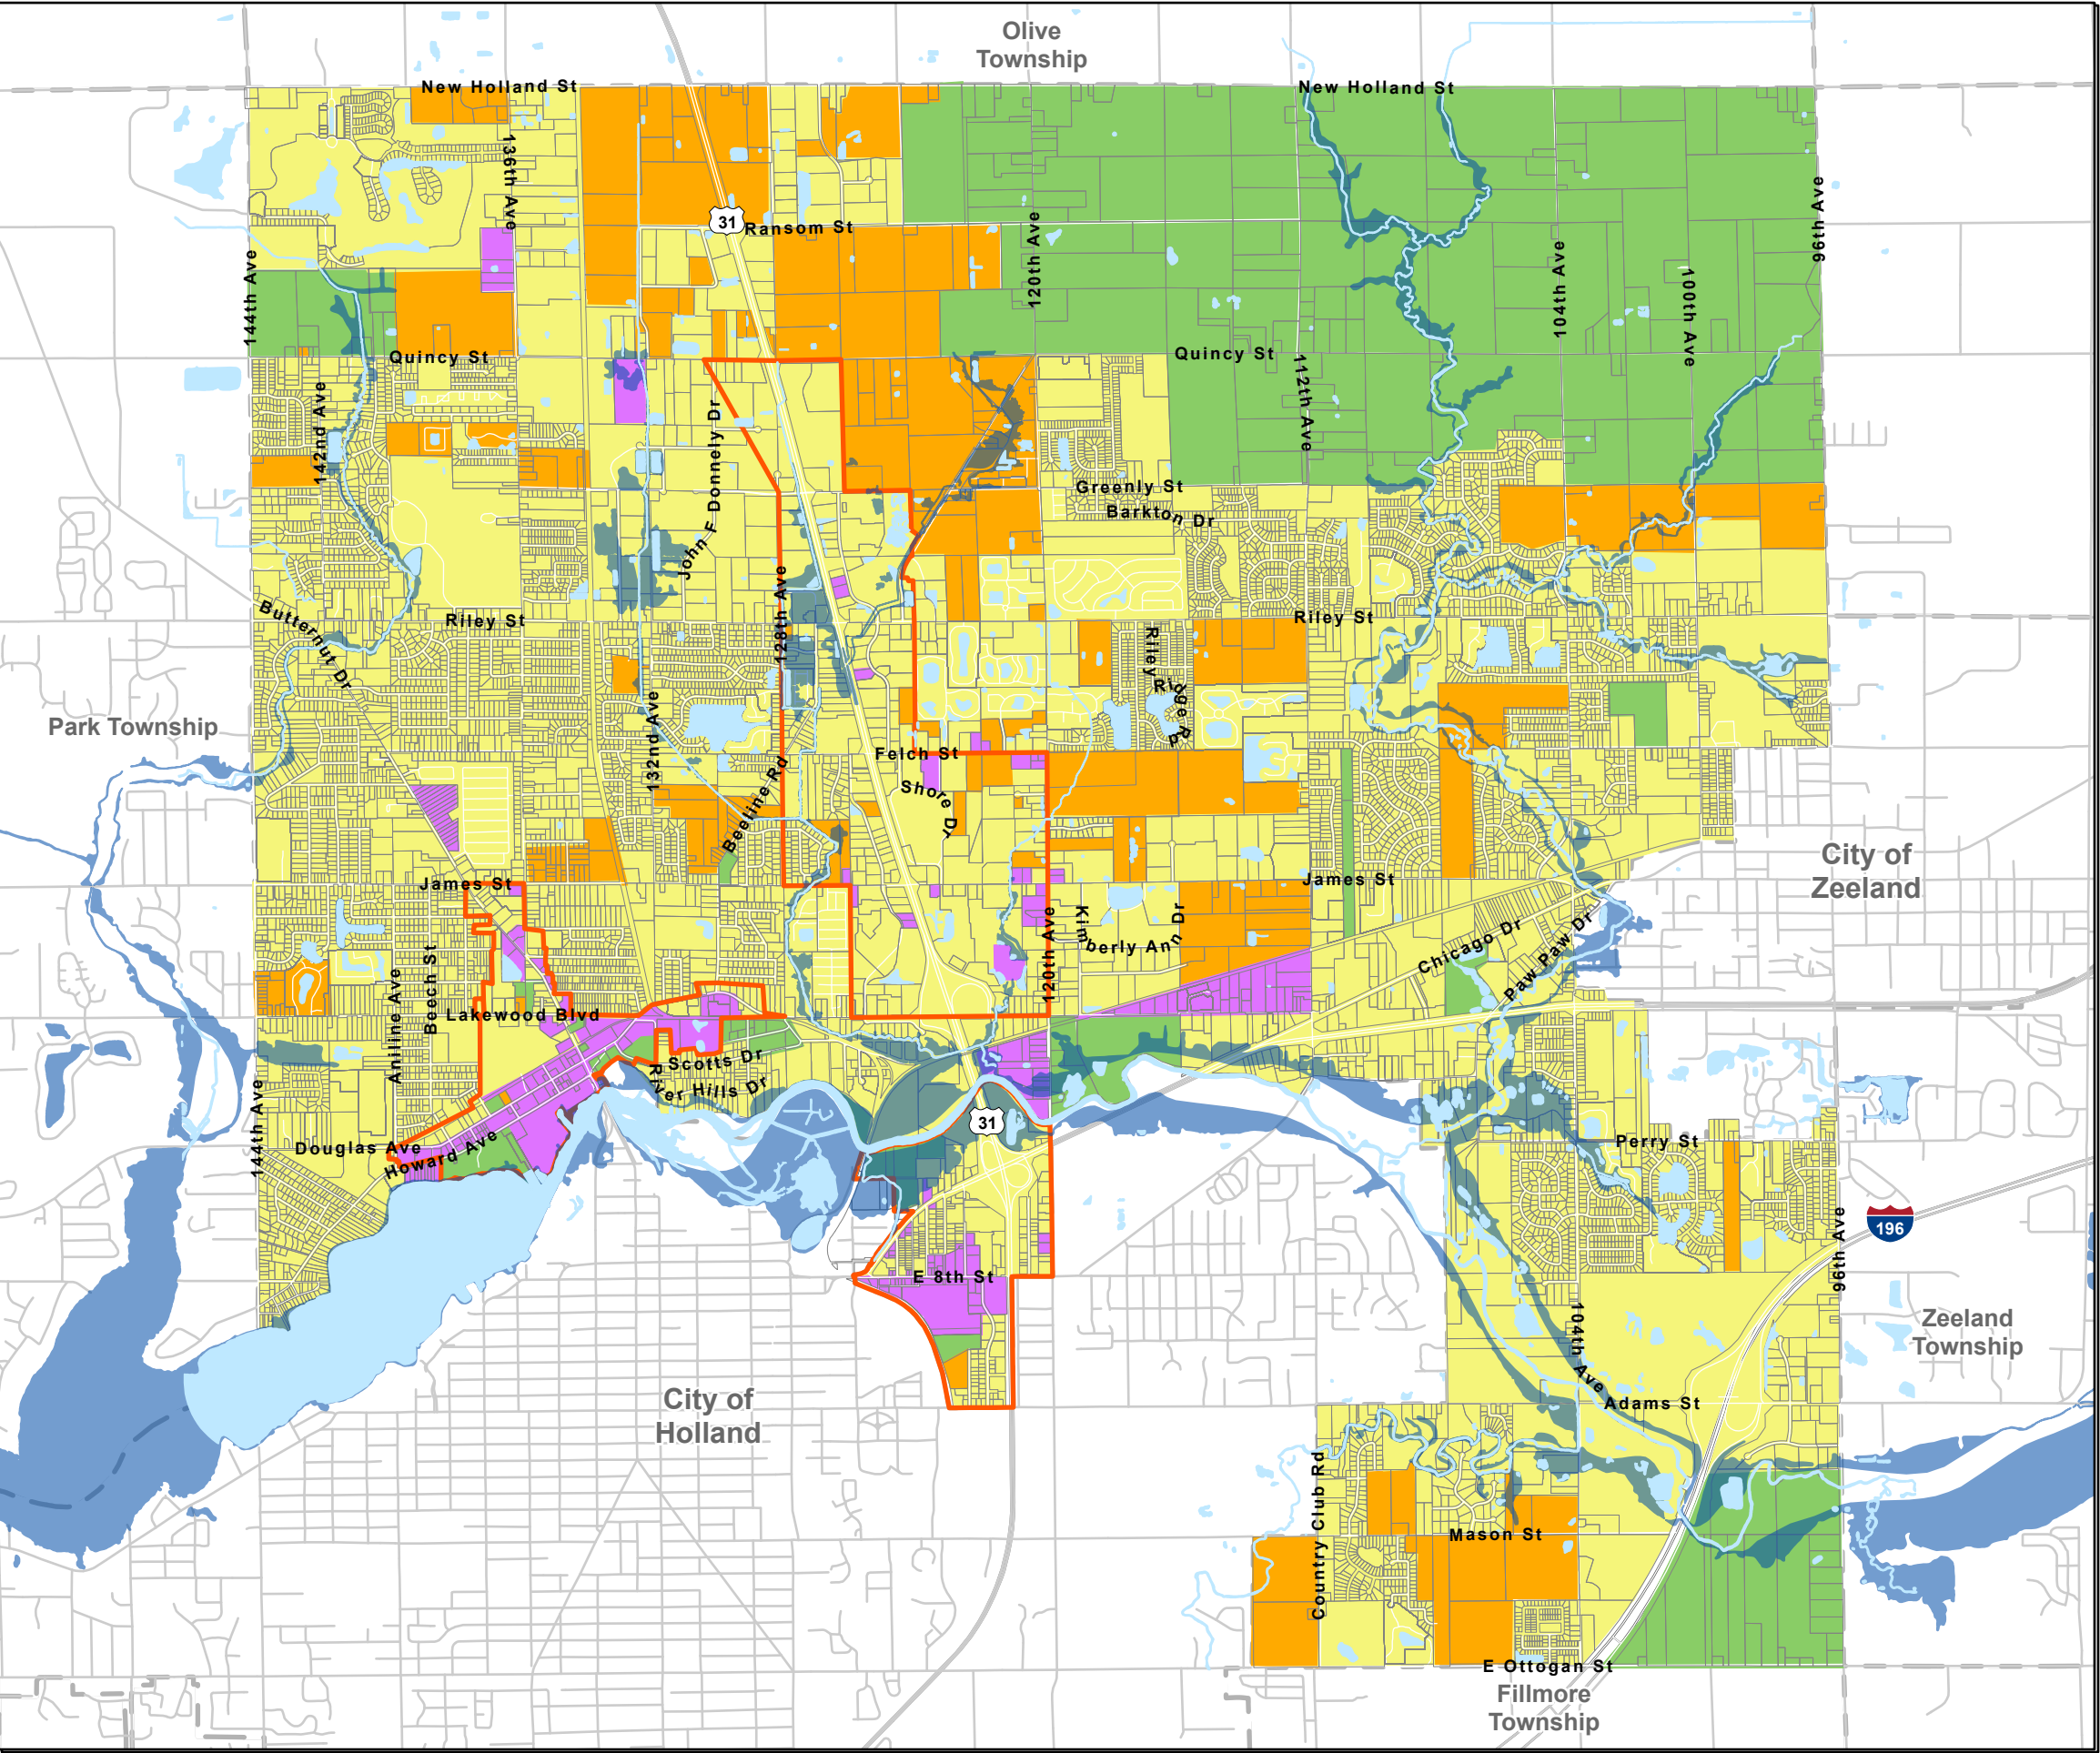 Olive
Township
New Holland St
New Holland St
136th Ave
96th Ave
31
Ransom St
120th Ave
144th Ave
104th Ave
100th Ave
Quincy St
Quincy St
112th Ave
142nd Ave
John F Donnely Dr
Greenly St
Barkton Dr
128th Ave
Butternut Dr
Riley St
Riley St
Riley Ridge Rd
Park Township
132nd Ave
Felch St
Beeline Rd
Shore Dr
City of
Zeeland
James St
James St
Kimberly Ann Dr
120th Ave
Chicago Dr
Paw Paw Dr
Beech St
Aniline Ave
Lakewood Blvd
Scotts Dr
River Hills Dr
144th Ave
31
Douglas Ave
Howard Ave
Perry St
196
96th Ave
E 8th St
104th Ave
Zeeland
Township
City of
Holland
Adams St
Country Club Rd
Mason St
E Ottogan St
Fillmore
Township